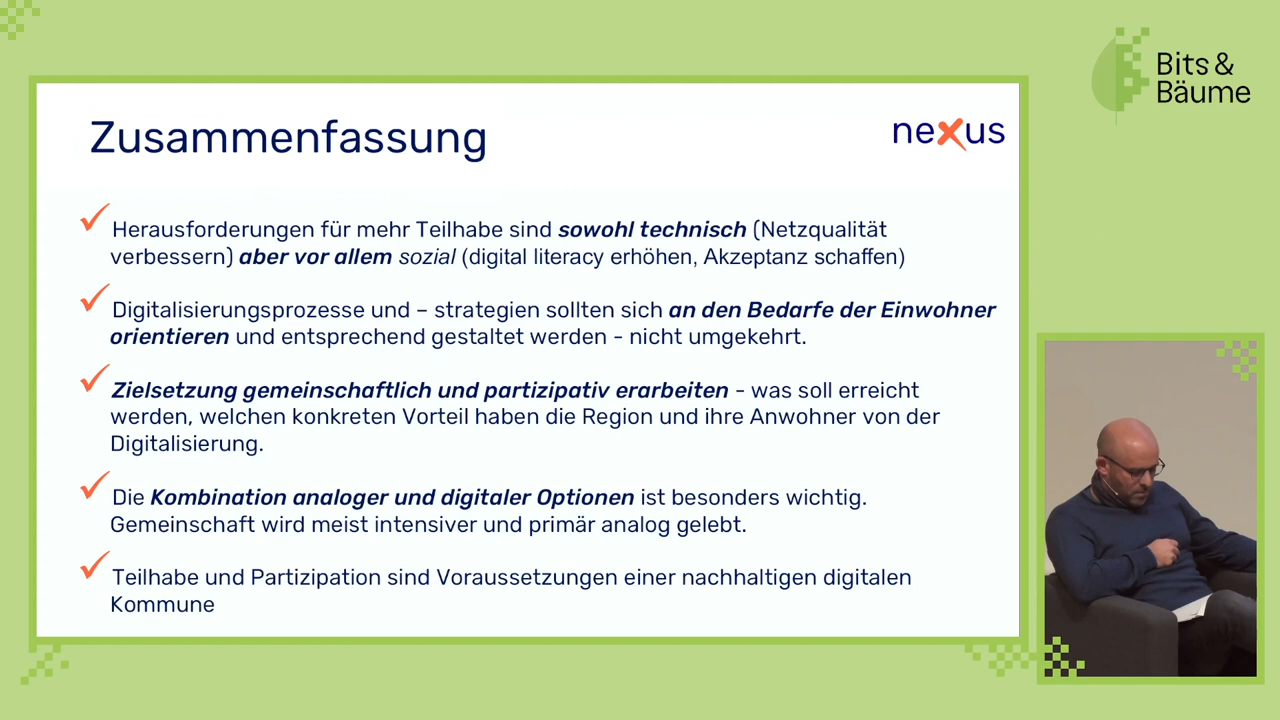 Bits &
Bäume
Zusammenfassung
nexus
Herausforderungen für mehr Teilhabe sind sowohl technisch (Netzqualität
verbessern) aber vor allem sozial (digital literacy erhöhen, Akzeptanz schaffen)
Digitalisierungsprozesse und – strategien sollten sich an den Bedarfe der Einwohner
orientieren und entsprechend gestaltet werden - nicht umgekehrt.
Zielsetzung gemeinschaftlich und partizipativ erarbeiten - was soll erreicht
werden, welchen konkreten Vorteil haben die Region und ihre Anwohner von der
Digitalisierung.
Die Kombination analoger und digitaler Optionen ist besonders wichtig.
Gemeinschaft wird meist intensiver und primär analog gelebt.
Teilhabe und Partizipation sind Voraussetzungen einer nachhaltigen digitalen
Kommune